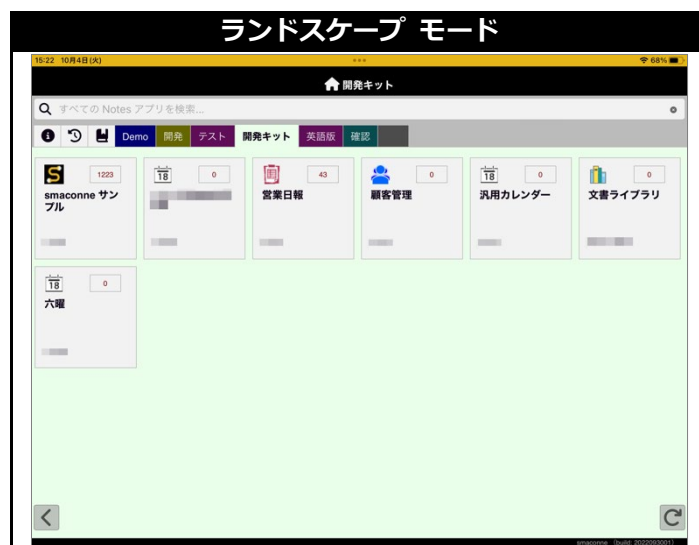 ランドスケープ モード
15:22 10月4日(火)
68%
開発キット
すべての Notes アプリを検索...
Demo 開発 テスト 開発キット 英語版 確認
1223 0 43 0 0 0
smaconne サン
プル
営業日報 顧客管理 汎用カレンダー 文書ライブラリ
0
六曜
smaconne (build: 2022093001)